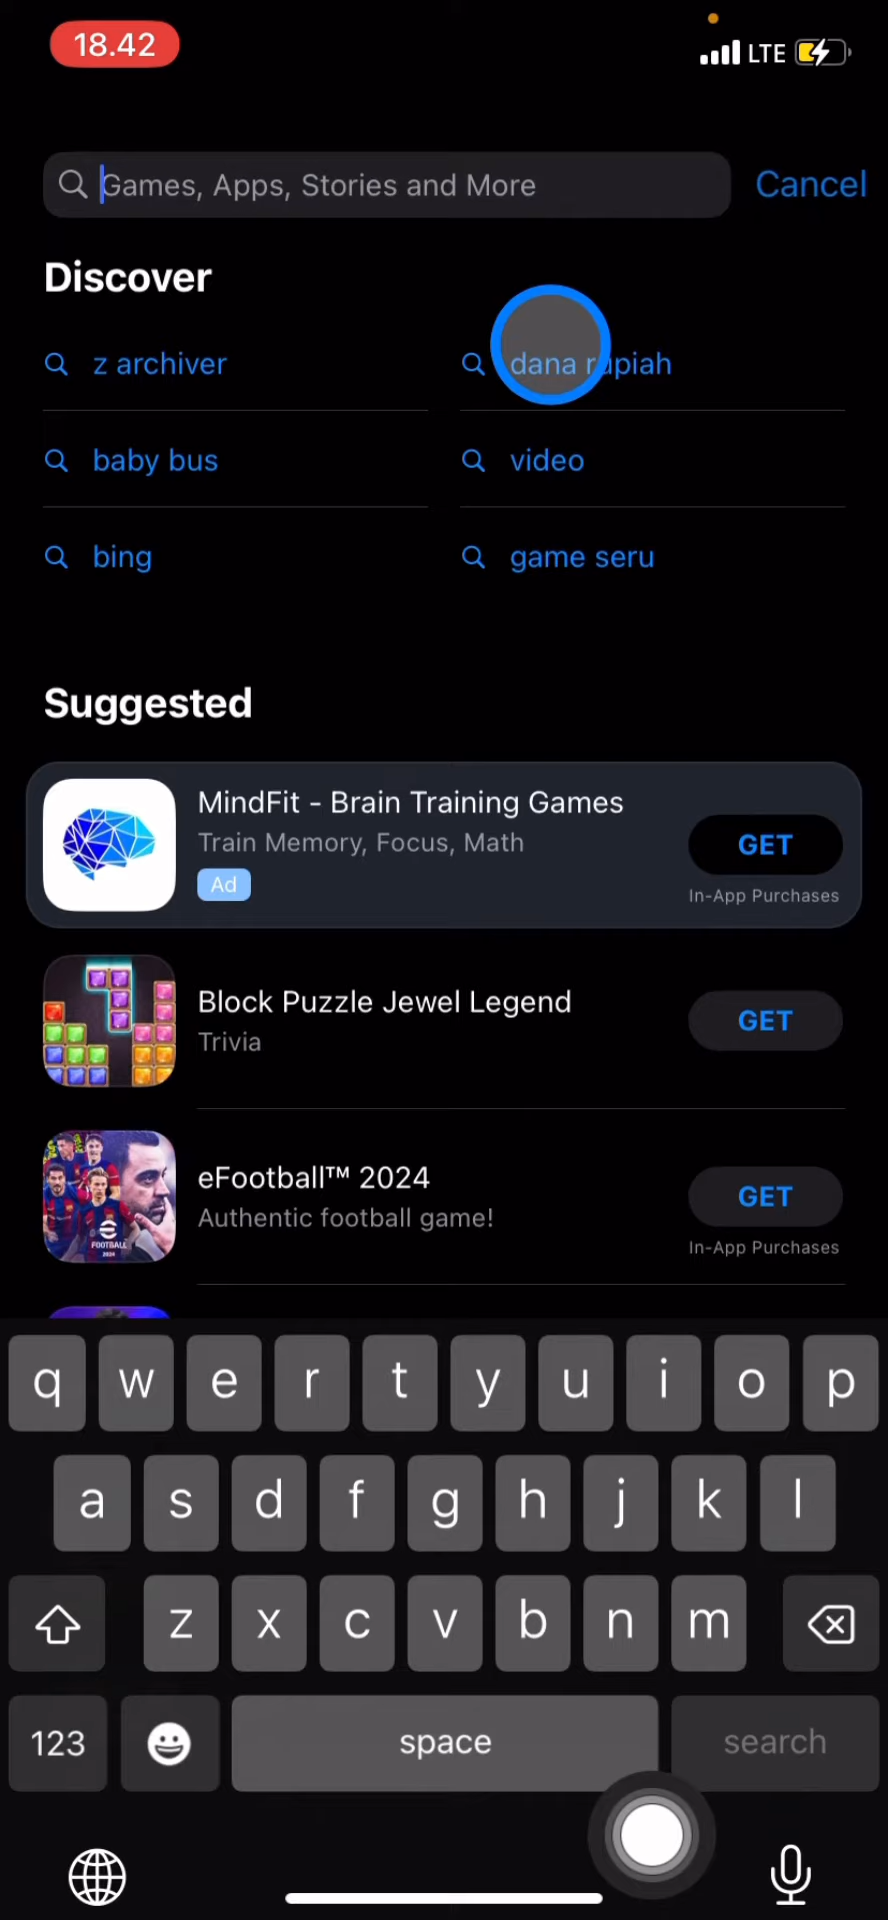 18.42
LTE
Games, Apps, Stories and More
Cancel
Discover
z archiver
dana rupiah
baby bus
video
bing
game seru
Suggested
MindFit - Brain Training Games
Train Memory, Focus, Math
Ad
GET
In-App Purchases
Block Puzzle Jewel Legend
Trivia
GET
eFootball™ 2024
Authentic football game!
GET
In-App Purchases
FOOTBALL
2024
q w e r t y u i o p
a s d f g h j k l
z x c v b n m
123
space
search